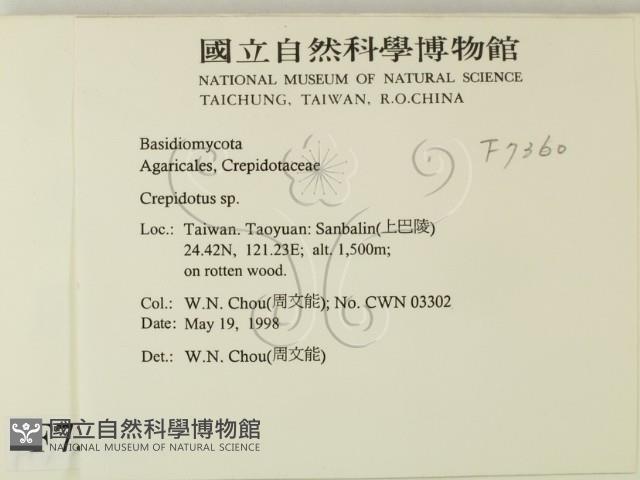 國立自然科學博物館
NATIONAL MUSEUM OF NATURAL SCIENCE
TAICHUNG, TAIWAN, R.O.CHINA
F7360
Basidiomycota
Agaricales, Crepidotaceae
Crepidotus sp.
Loc.: Taiwan. Taoyuan: Sanbalin(上巴陵)
24.42N, 121.23E; alt. 1,500m;
on rotten wood.
Col.: W.N. Chou(周文能); No. CWN 03302
Date: May 19, 1998
Det.: W.N. Chou(周文能)
F7.
國立自然科學博物館
NATIONAL MUSEUM OF NATURAL SCIENCE